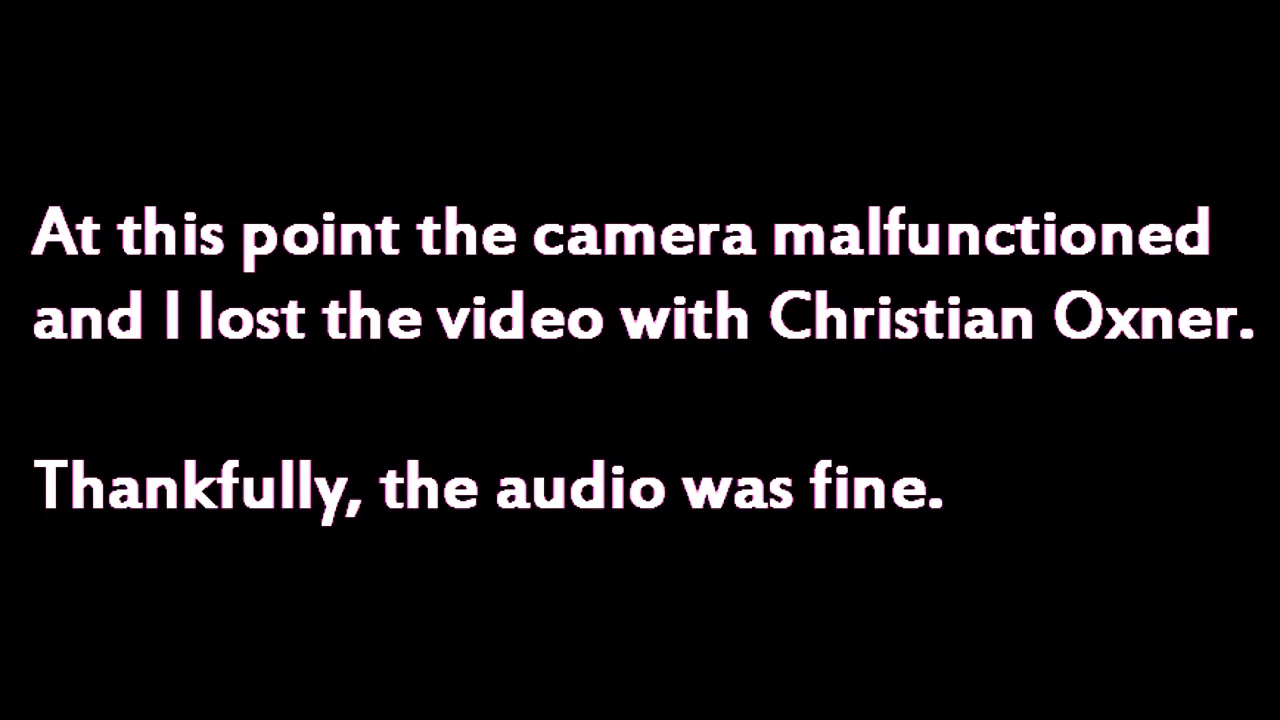 At this point the camera malfunctioned
and I lost the video with Christian Oxner.
Thankfully, the audio was fine.